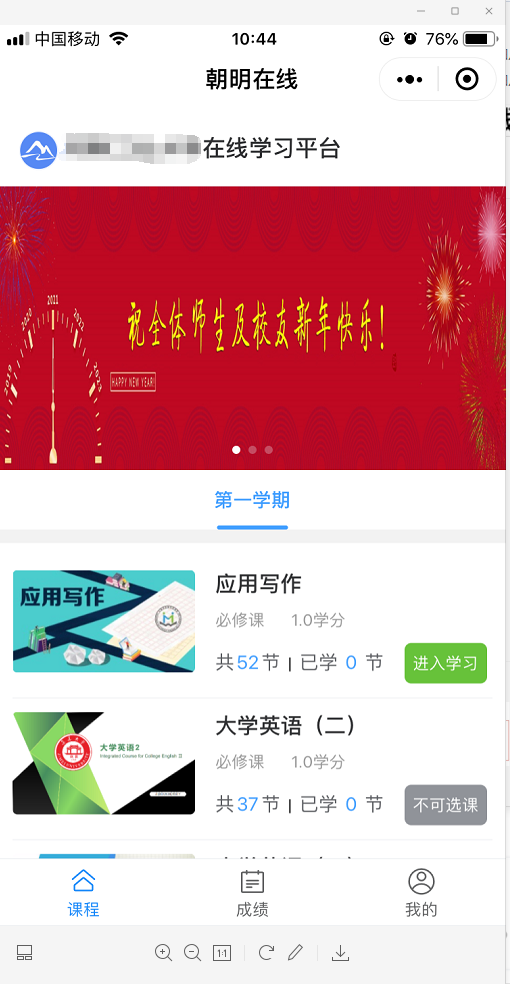 中国移动 10:44 76%
朝明在线
在线学习平台
2019 2020 2021 2022 2023
祝全体师生及校友新年快乐！
HAPPY NEW YEAR!
第一学期
应用写作
应用写作
必修课 1.0学分
共52节 | 已学 0 节
进入学习
大学英语2
Integrated Course for College English Ⅱ
大学英语（二）
必修课 1.0学分
共37节 | 已学 0 节
不可选课
课程 成绩 我的
1:1